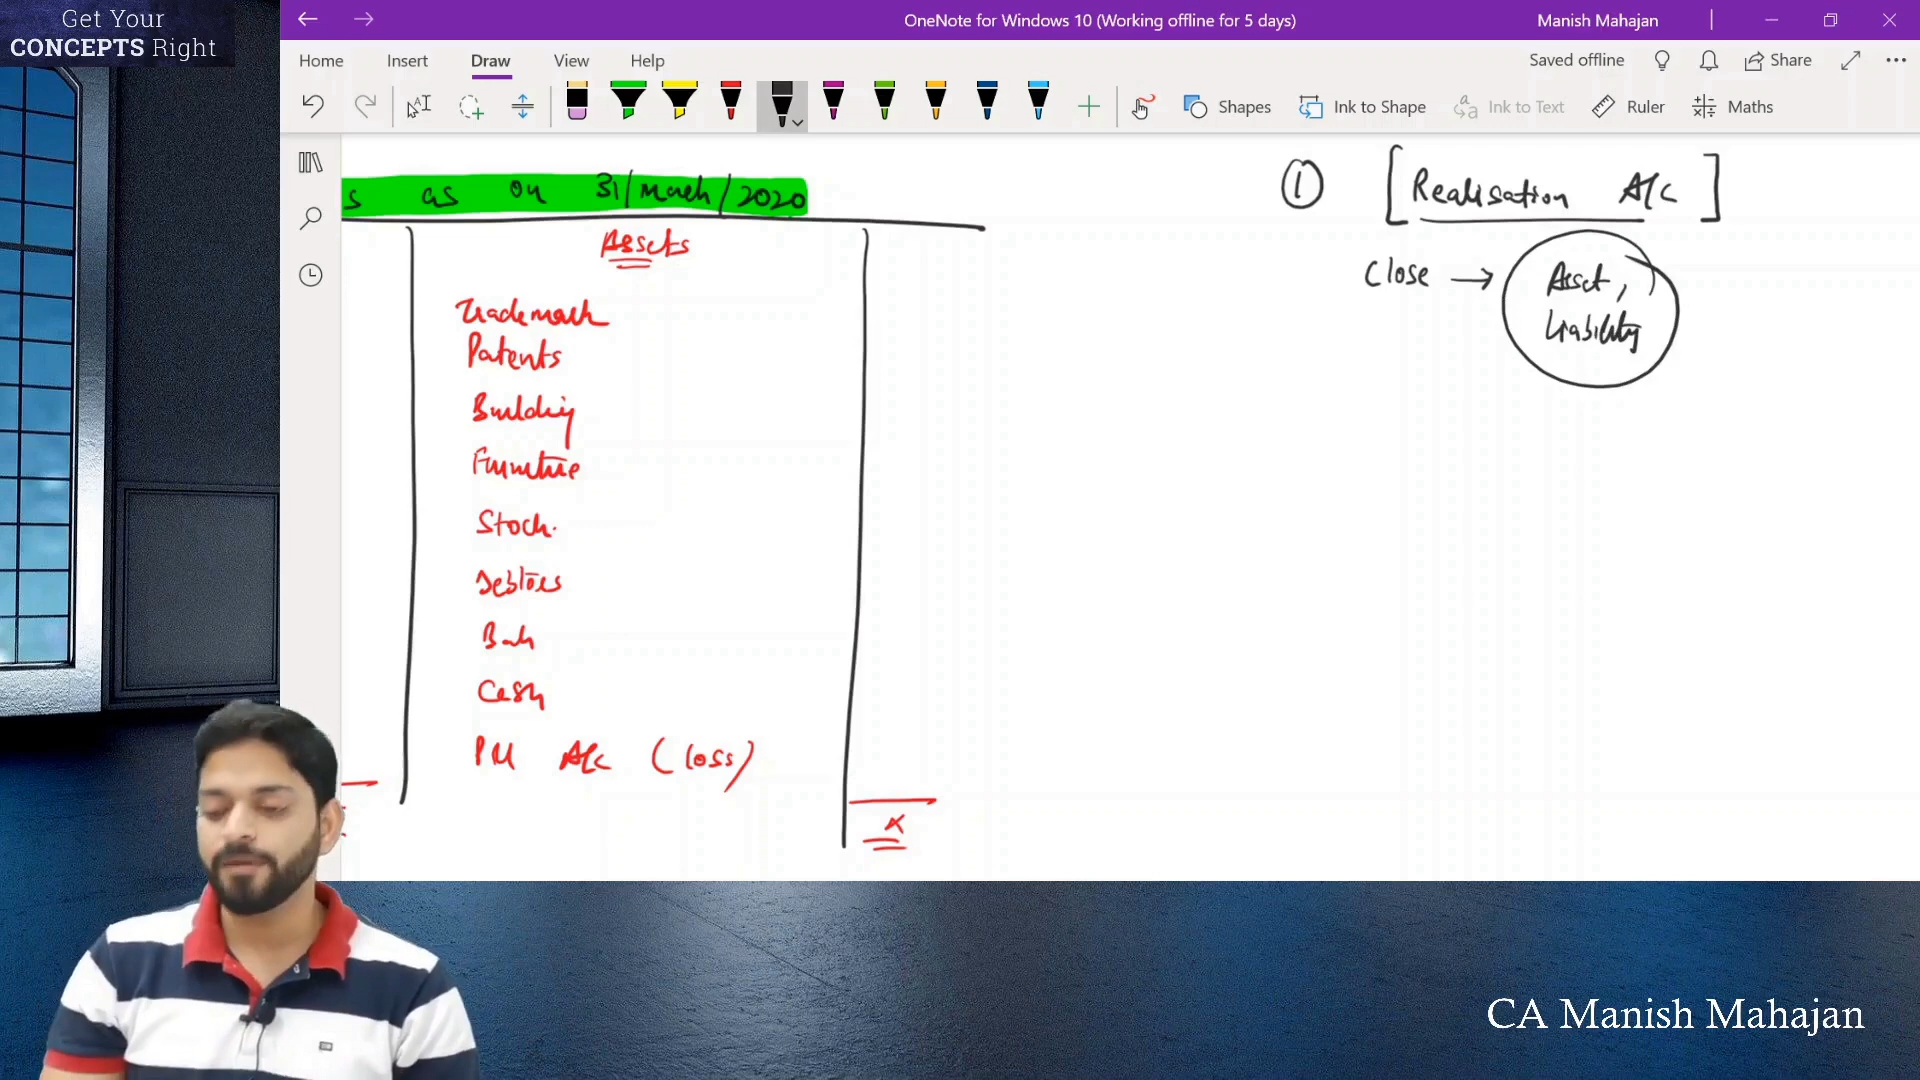 Get Your
CONCEPTS Right
OneNote for Windows 10 (Working offline for 5 days)
Manish Mahajan
Home Insert Draw View Help
Saved offline
Share
Shapes
Ink to Shape
Ink to Text
Ruler
Maths
s as on 31/march/2020
Assets
Trademark
Patents
Building
Furniture
Stock.
Debtors
Bank
Cash
P&L A/c (loss)
x
① [Realisation A/c]
Close → Asset,
Liability
CA Manish Mahajan